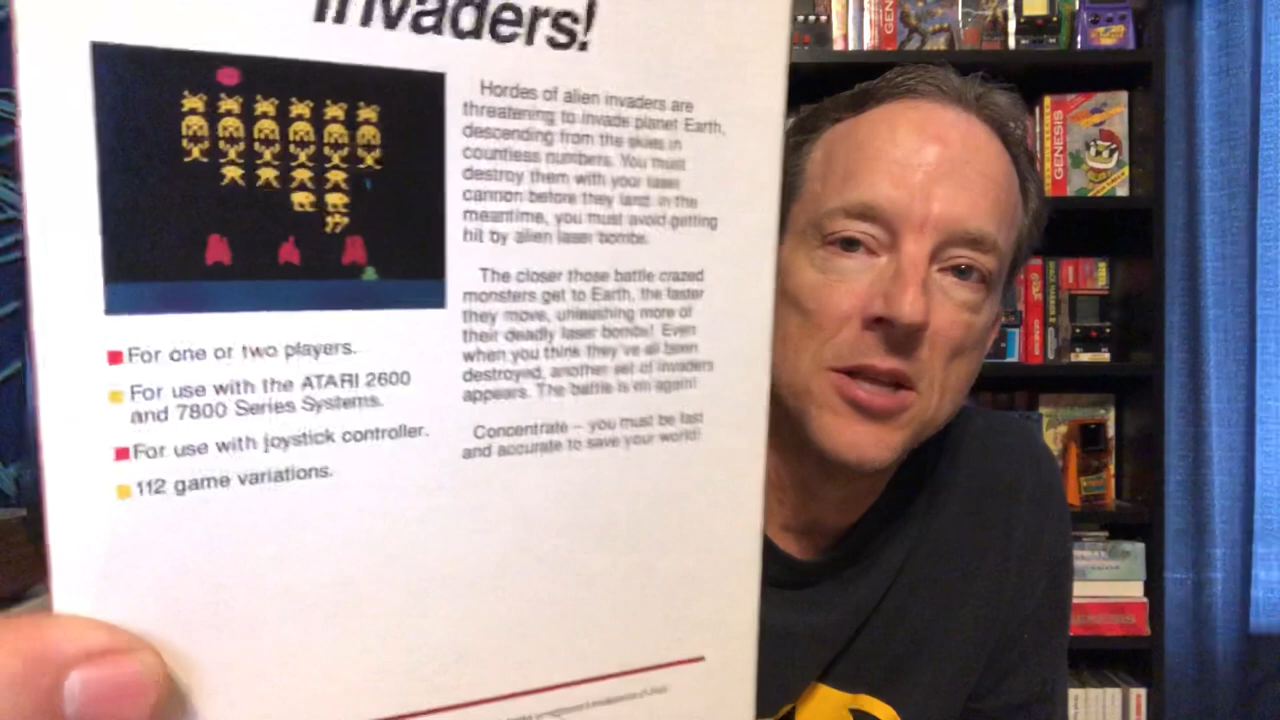 Invaders!
Hordes of alien invaders are
threatening to invade planet Earth,
descending from the skies in
countless numbers. You must
destroy them with your laser
cannon before they land. In the
meantime, you must avoid getting
hit by alien laser bombs.
The closer those battle crazed
monsters get to Earth, the faster
they move, unleashing more of
their deadly laser bombs! Even
when you think they've all been
destroyed, another set of invaders
appears. The battle is on again!
Concentrate – you must be fast
and accurate to save your world!
For one or two players.
For use with the ATARI 2600
and 7800 Series Systems.
For use with joystick controller.
112 game variations.
GEN
GENESIS
GENESIS
GENESIS